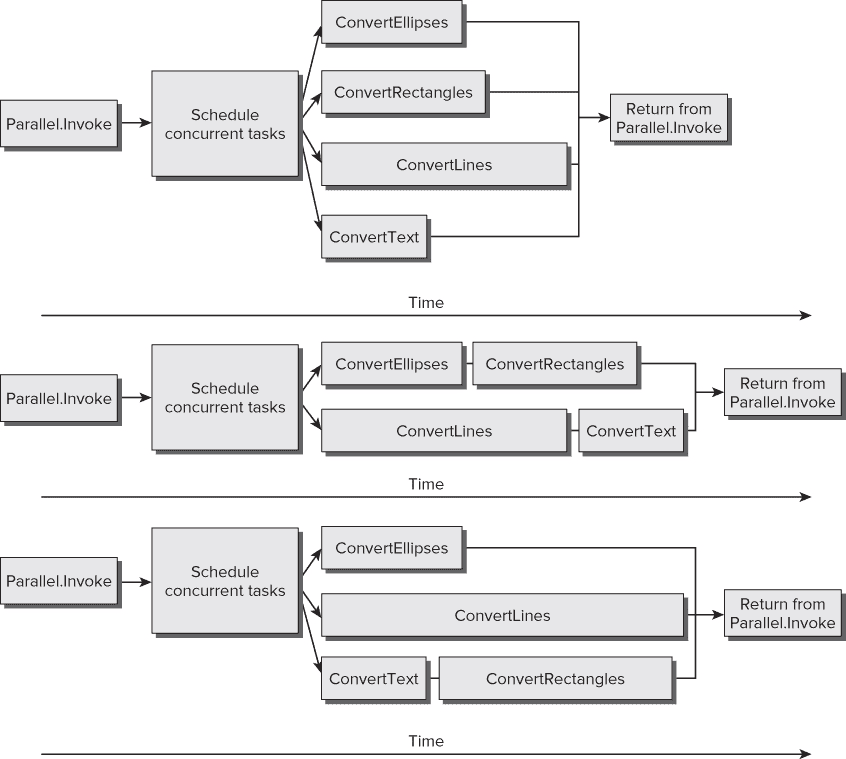 ConvertEllipses
Parallel.Invoke
Schedule
concurrent tasks
ConvertRectangles
Return from
Parallel.Invoke
ConvertLines
ConvertText
Time
Parallel.Invoke
Schedule
concurrent tasks
ConvertEllipses
ConvertRectangles
ConvertLines
ConvertText
Return from
Parallel.Invoke
Time
Parallel.Invoke
Schedule
concurrent tasks
ConvertEllipses
ConvertLines
ConvertText
ConvertRectangles
Return from
Parallel.Invoke
Time